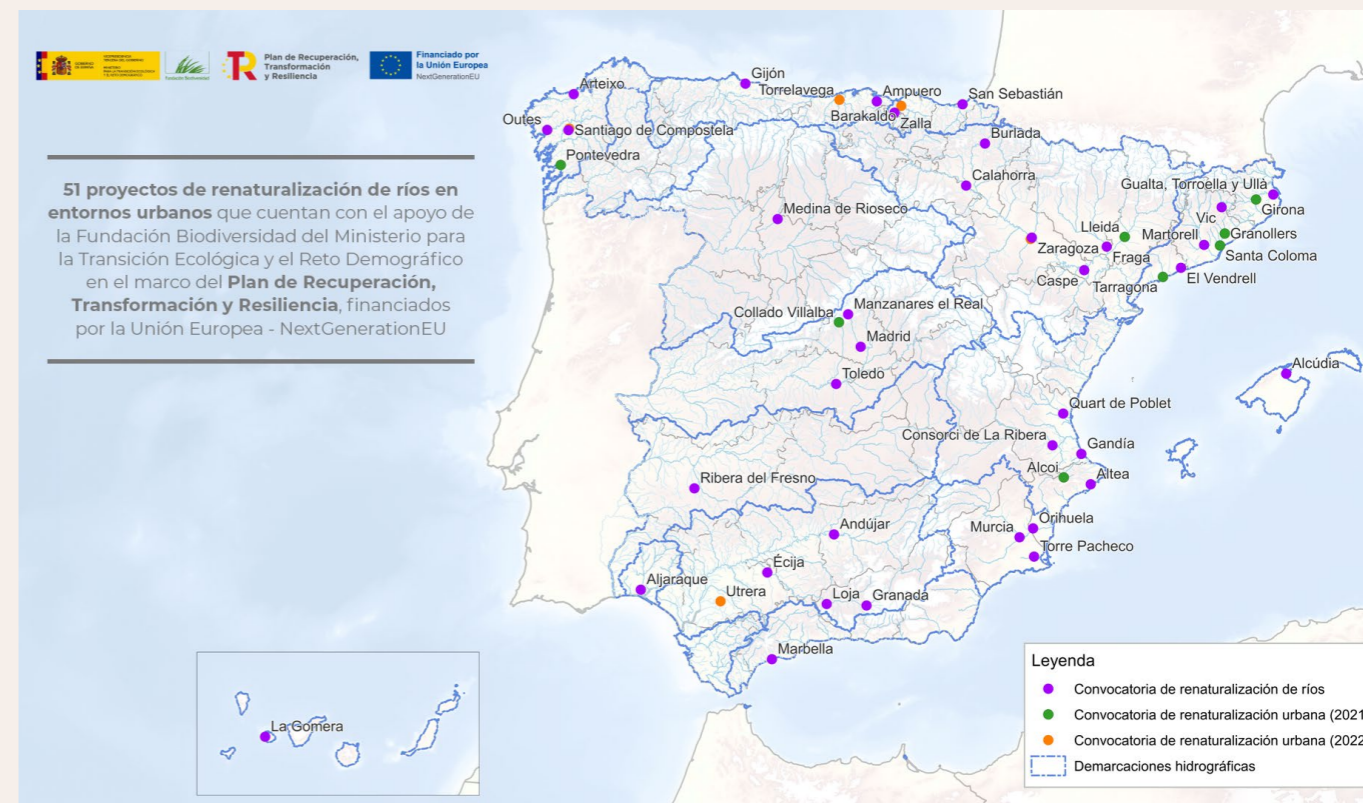 Plan de Recuperación,
Transformación
y Resiliencia
Financiado por
la Unión Europea
NextGenerationEU
51 proyectos de renaturalización de ríos en
entornos urbanos que cuentan con el apoyo de
la Fundación Biodiversidad del Ministerio para
la Transición Ecológica y el Reto Demográfico
en el marco del Plan de Recuperación,
Transformación y Resiliencia, financiados
por la Unión Europea - NextGenerationEU
Arteixo
Gijón
Torrelavega
Ampuero
San Sebastián
Outes
Santiago de Compostela
Barakaldo
Zalla
Burlada
Pontevedra
Calahorra
Gualta, Torroella y Ullà
Medina de Rioseco
Vic
Girona
Lleida
Martorell
Granollers
Zaragoza
Fraga
Santa Coloma
Caspe
Tarragona
El Vendrell
Collado Villalba
Manzanares el Real
Madrid
Toledo
Alcúdia
Quart de Poblet
Consorci de La Ribera
Gandía
Alcoi
Altea
Ribera del Fresno
Andújar
Murcia
Orihuela
Torre Pacheco
Écija
Aljaraque
Utrera
Loja
Granada
Marbella
La Gomera
Leyenda
Convocatoria de renaturalización de ríos
Convocatoria de renaturalización urbana (2021
Convocatoria de renaturalización urbana (2022
Demarcaciones hidrográficas